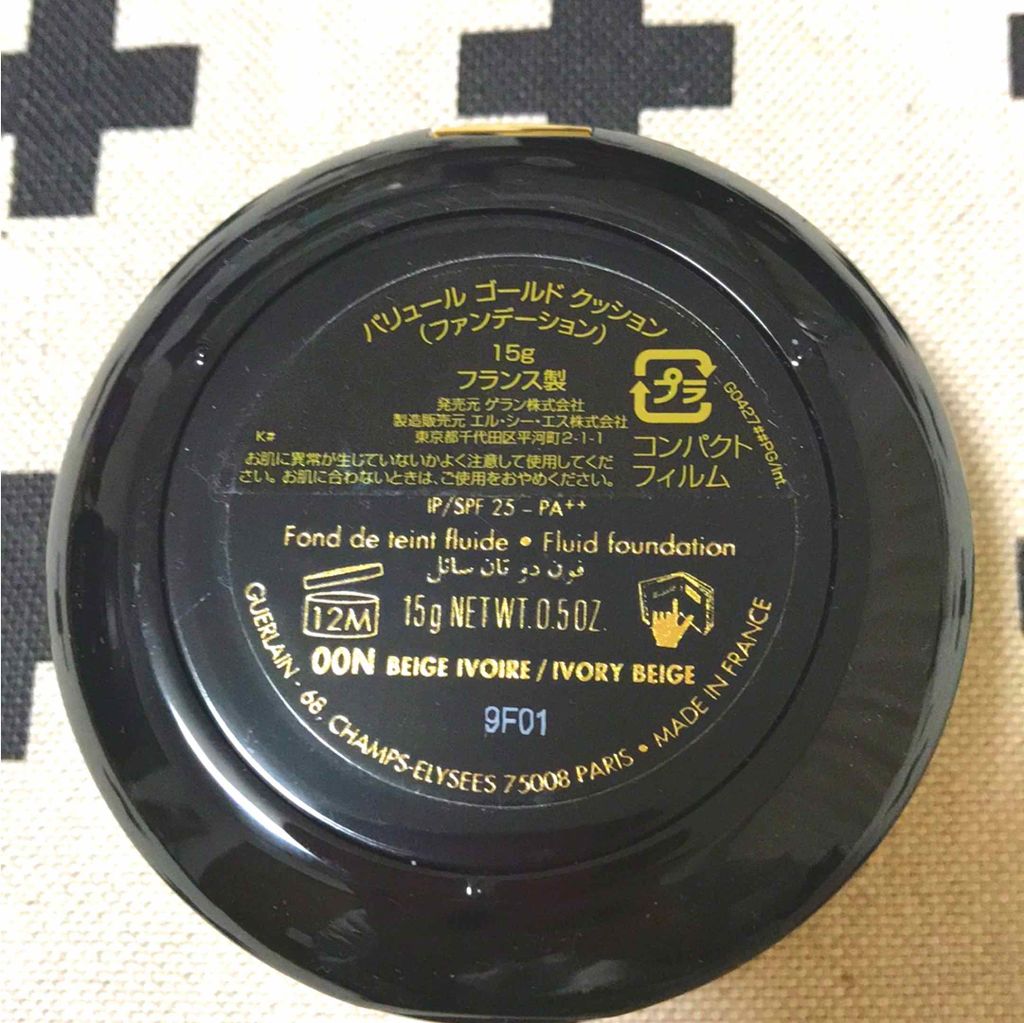 パリュール ゴールド クッション
(ファンデーション)
15g
フランス製
発売元 ゲラン株式会社
製造販売元 エル・シー・エス株式会社
東京都千代田区平河町2-1-1
K#
お肌に異常が生じていないかよく注意して使用してくだ
さい。お肌に合わないときは、ご使用をおやめください。
プラ
コンパクト
フィルム
G0427##PG/Int.
IP/SPF 25 - PA++
Fond de teint fluide • Fluid foundation
فون دو تان سائل
12M
15g NET WT. 0.5 OZ.
00N BEIGE IVOIRE / IVORY BEIGE
9F01
GUERLAIN - 68, CHAMPS-ELYSEES 75008 PARIS • MADE IN FRANCE